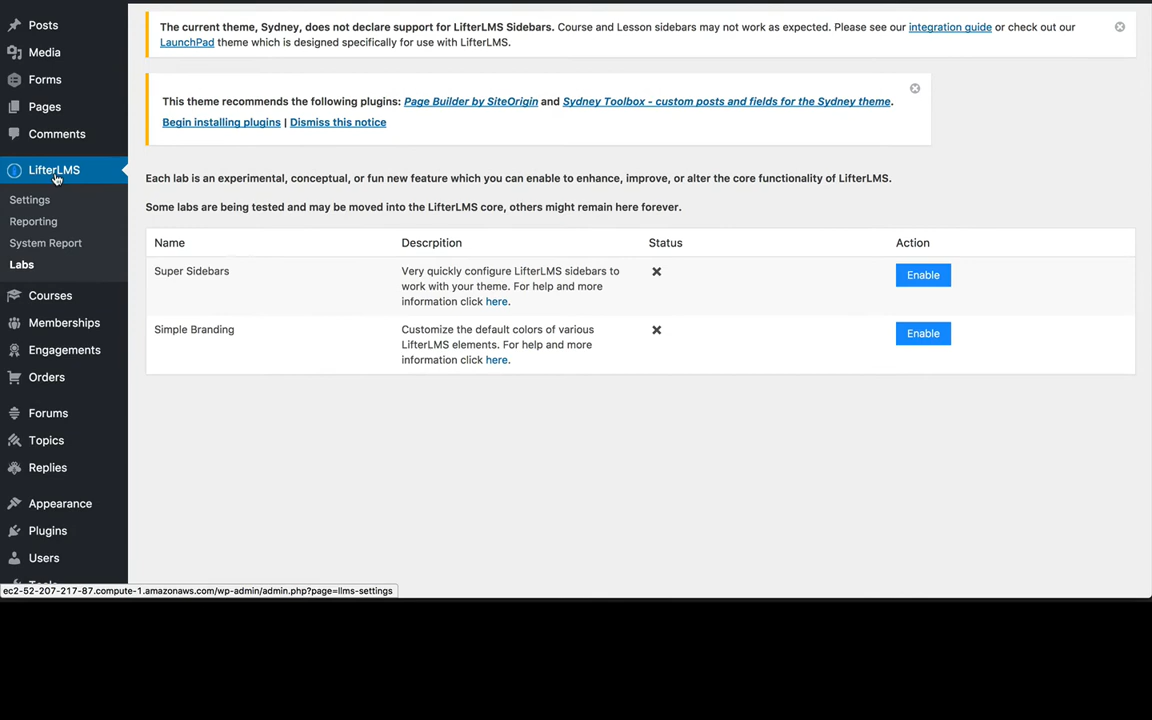 Posts
Media
Forms
Pages
Comments
LifterLMS
Settings
Reporting
System Report
Labs
Courses
Memberships
Engagements
Orders
Forums
Topics
Replies
Appearance
Plugins
Users
The current theme, Sydney, does not declare support for LifterLMS Sidebars. Course and Lesson sidebars may not work as expected. Please see our integration guide or check out our
LaunchPad theme which is designed specifically for use with LifterLMS.
This theme recommends the following plugins: Page Builder by SiteOrigin and Sydney Toolbox - custom posts and fields for the Sydney theme.
Begin installing plugins | Dismiss this notice
Each lab is an experimental, conceptual, or fun new feature which you can enable to enhance, improve, or alter the core functionality of LifterLMS.
Some labs are being tested and may be moved into the LifterLMS core, others might remain here forever.
Name Descrpition Status Action
Super Sidebars
Very quickly configure LifterLMS sidebars to
work with your theme. For help and more
information click here.
Enable
Simple Branding
Customize the default colors of various
LifterLMS elements. For help and more
information click here.
Enable
ec2-52-207-217-87.compute-1.amazonaws.com/wp-admin/admin.php?page=llms-settings